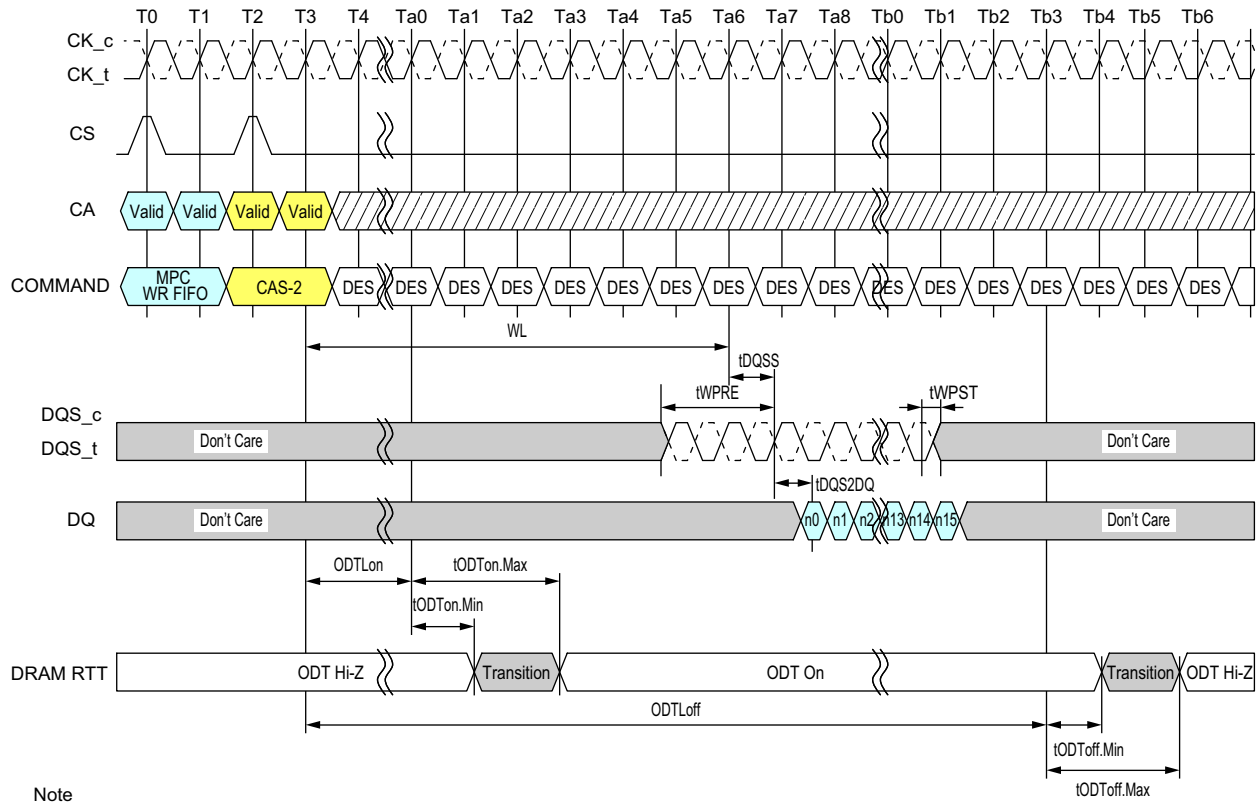 T0 T1 T2 T3 T4 Ta0 Ta1 Ta2 Ta3 Ta4 Ta5 Ta6 Ta7 Ta8 Tb0 Tb1 Tb2 Tb3 Tb4 Tb5 Tb6
CK_c
CK_t
CS
CA Valid Valid Valid Valid
COMMAND MPC WR FIFO CAS-2 DES DES DES DES DES DES DES DES DES DES DES DES DES DES DES DES DES
WL
tDQSS
tWPRE tWPST
DQS_c
DQS_t Don't Care Don't Care
tDQS2DQ
DQ Don't Care n0 n1 n2 n13 n14 n15 Don't Care
ODTLon tODTon.Max
tODTon.Min
DRAM RTT ODT Hi-Z Transition ODT On Transition ODT Hi-Z
ODTLoff
tODToff.Min
tODToff.Max
Note